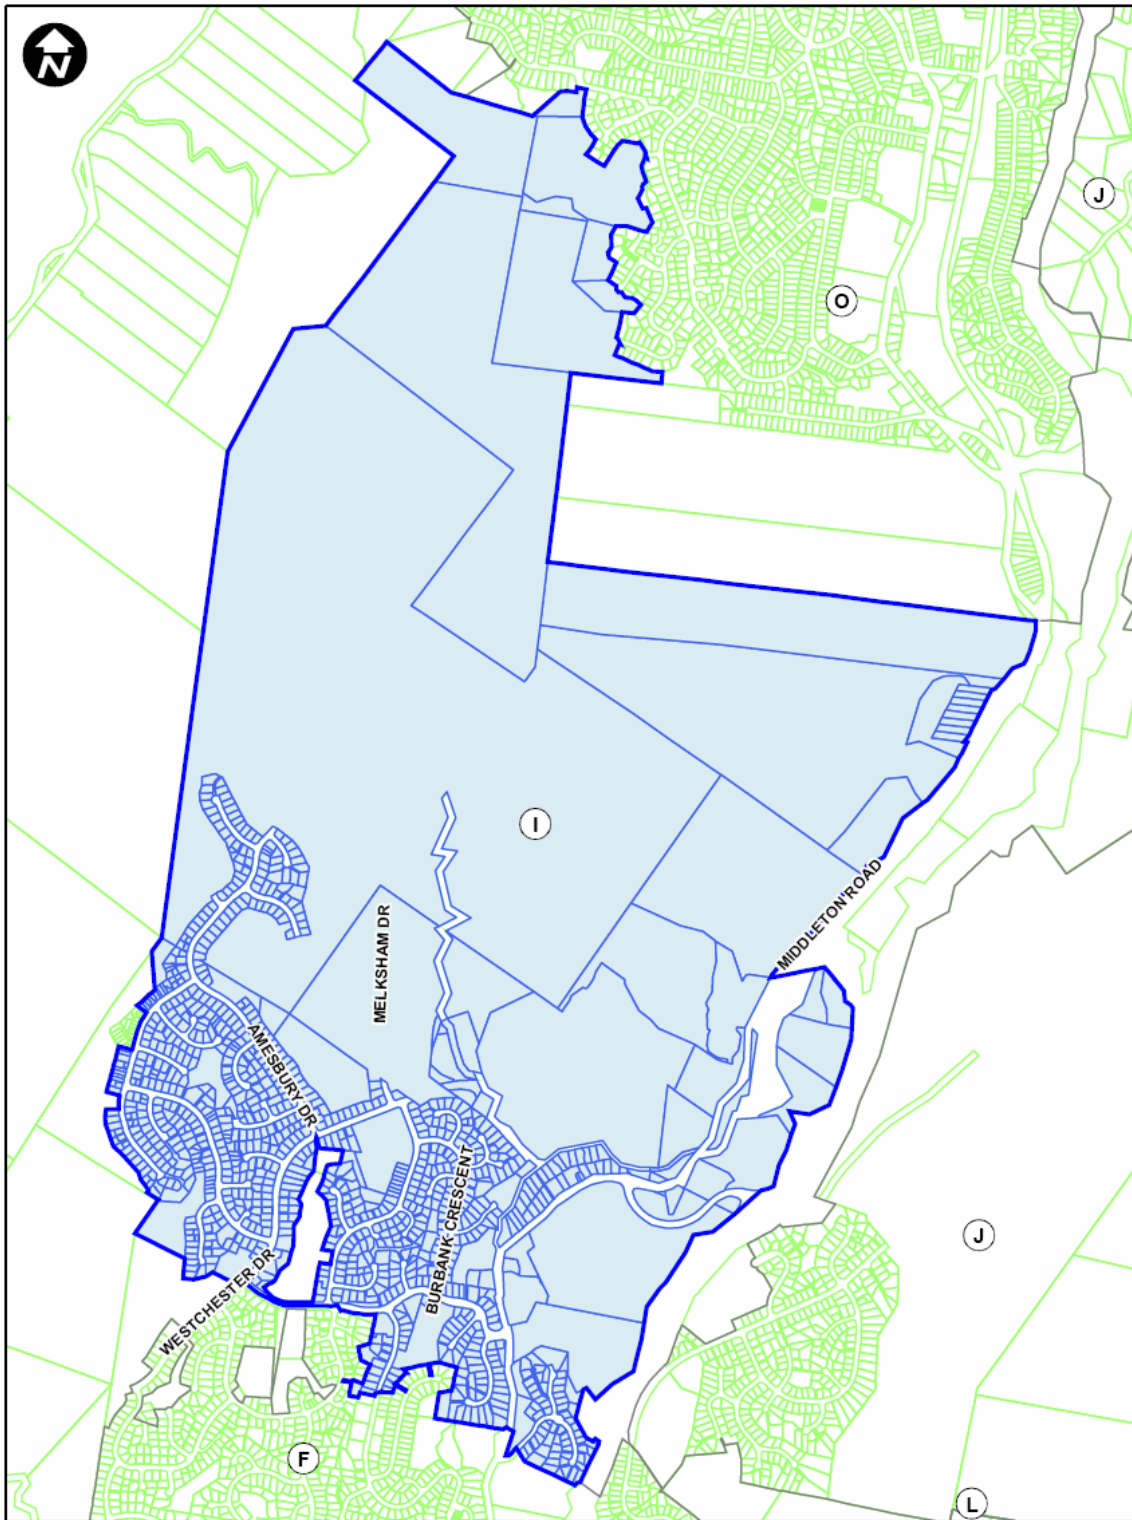 N
J
O
I
MIDDLETON ROAD
MELKSHAM DR
AMESBURY DR
BURBANK CRESCENT
J
WESTCHESTER DR
F
L